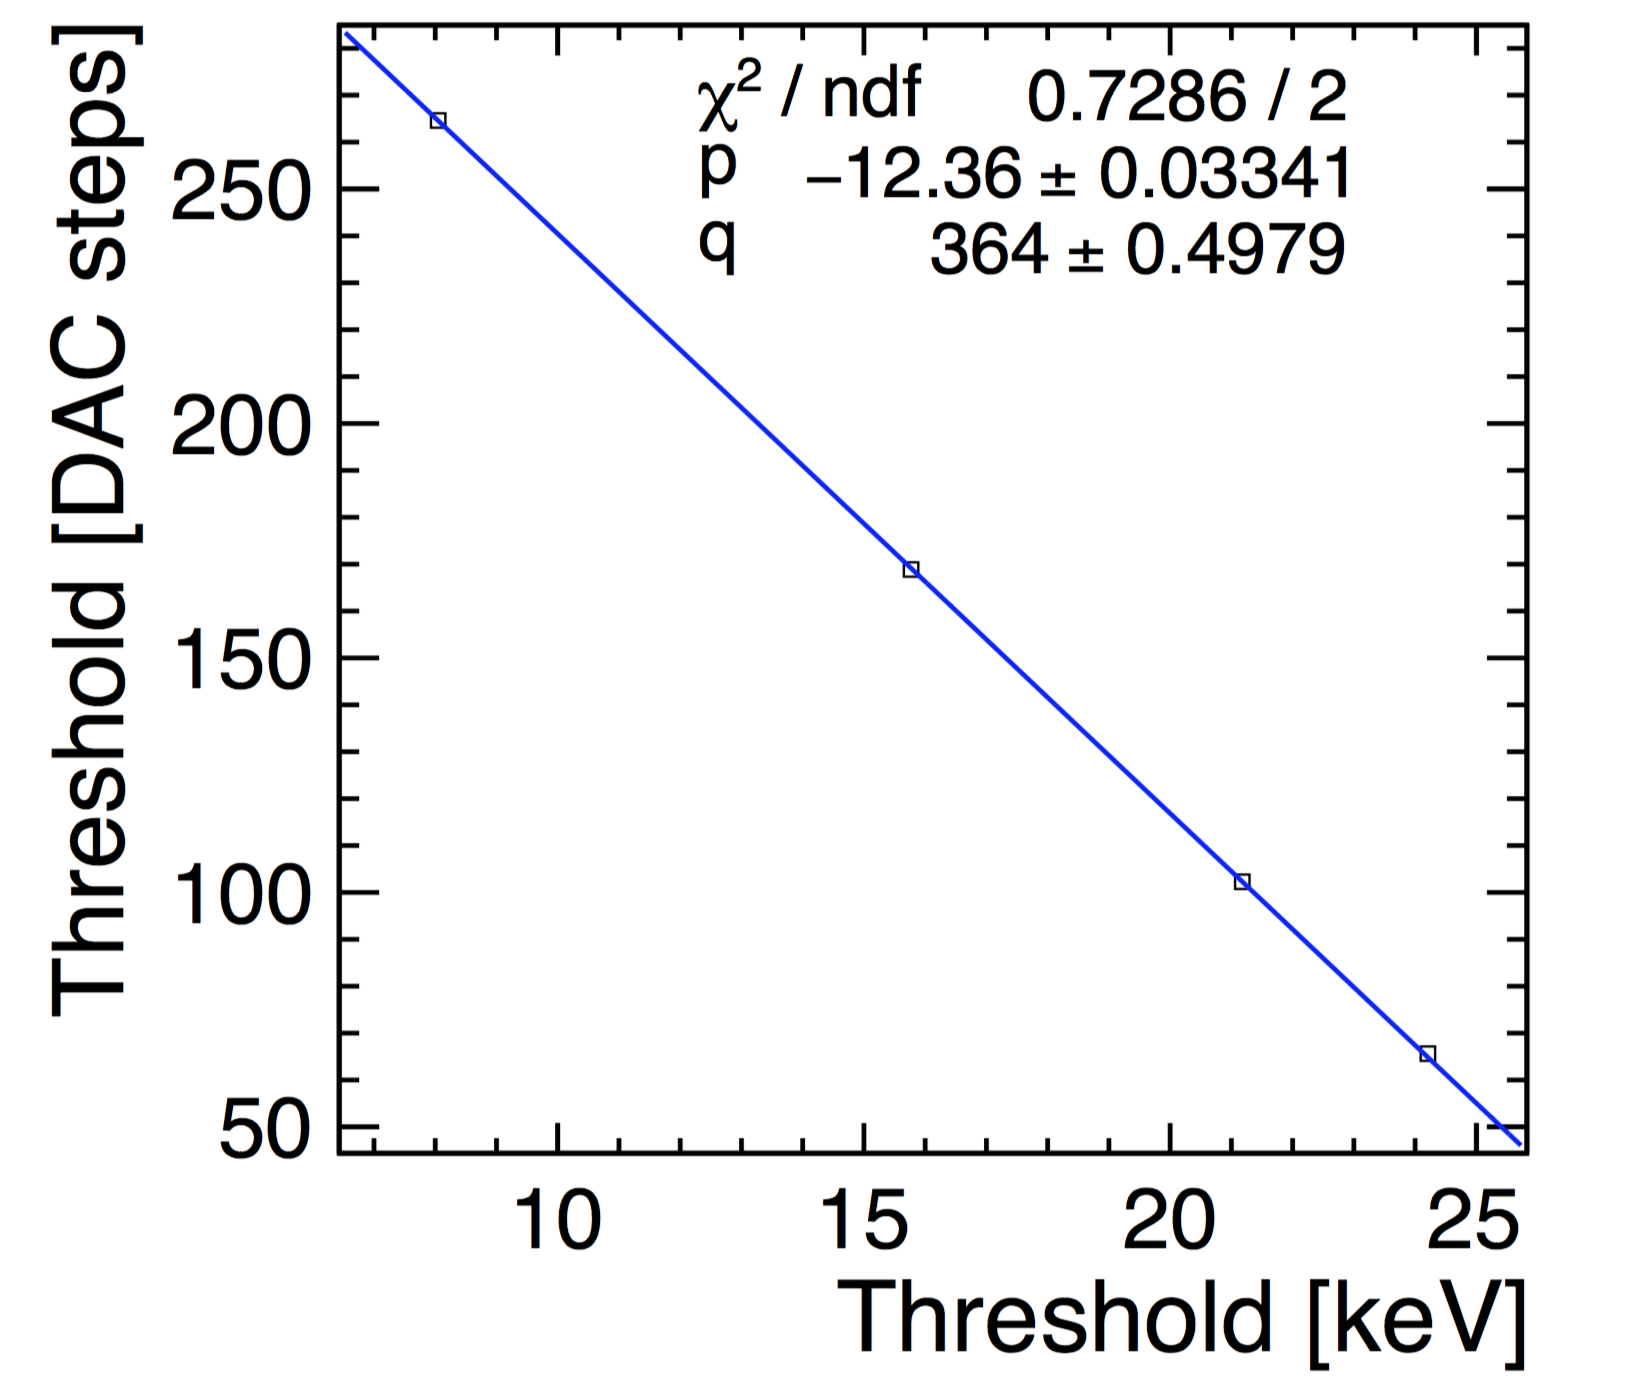 Threshold [DAC steps]
χ² / ndf 0.7286 / 2
p −12.36 ± 0.03341
q 364 ± 0.4979
250
200
150
100
50
10 15 20 25
Threshold [keV]